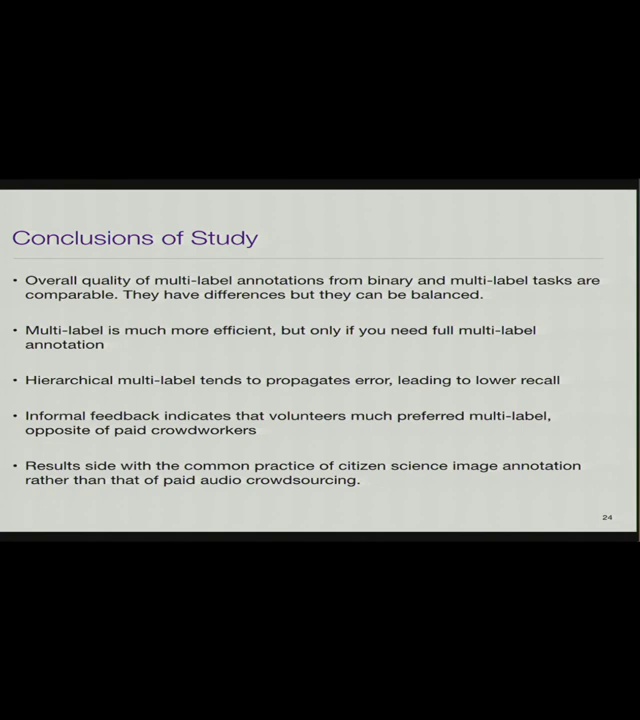 Conclusions of Study
• Overall quality of multi-label annotations from binary and multi-label tasks are
comparable. They have differences but they can be balanced.
• Multi-label is much more efficient, but only if you need full multi-label
annotation
• Hierarchical multi-label tends to propagates error, leading to lower recall
• Informal feedback indicates that volunteers much preferred multi-label,
opposite of paid crowdworkers
• Results side with the common practice of citizen science image annotation
rather than that of paid audio crowdsourcing.
24